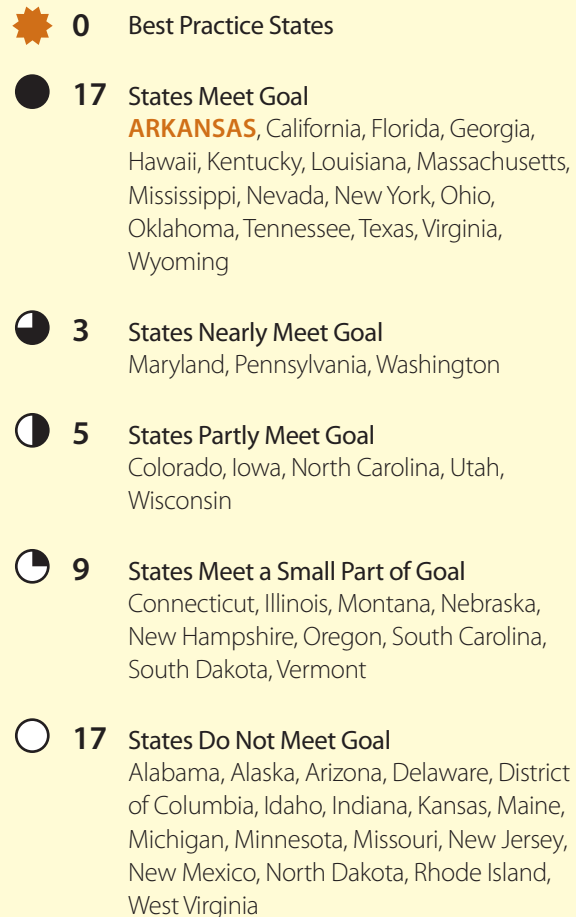 0 Best Practice States
17 States Meet Goal
ARKANSAS, California, Florida, Georgia,
Hawaii, Kentucky, Louisiana, Massachusetts,
Mississippi, Nevada, New York, Ohio,
Oklahoma, Tennessee, Texas, Virginia,
Wyoming
3 States Nearly Meet Goal
Maryland, Pennsylvania, Washington
5 States Partly Meet Goal
Colorado, Iowa, North Carolina, Utah,
Wisconsin
9 States Meet a Small Part of Goal
Connecticut, Illinois, Montana, Nebraska,
New Hampshire, Oregon, South Carolina,
South Dakota, Vermont
17 States Do Not Meet Goal
Alabama, Alaska, Arizona, Delaware, District
of Columbia, Idaho, Indiana, Kansas, Maine,
Michigan, Minnesota, Missouri, New Jersey,
New Mexico, North Dakota, Rhode Island,
West Virginia